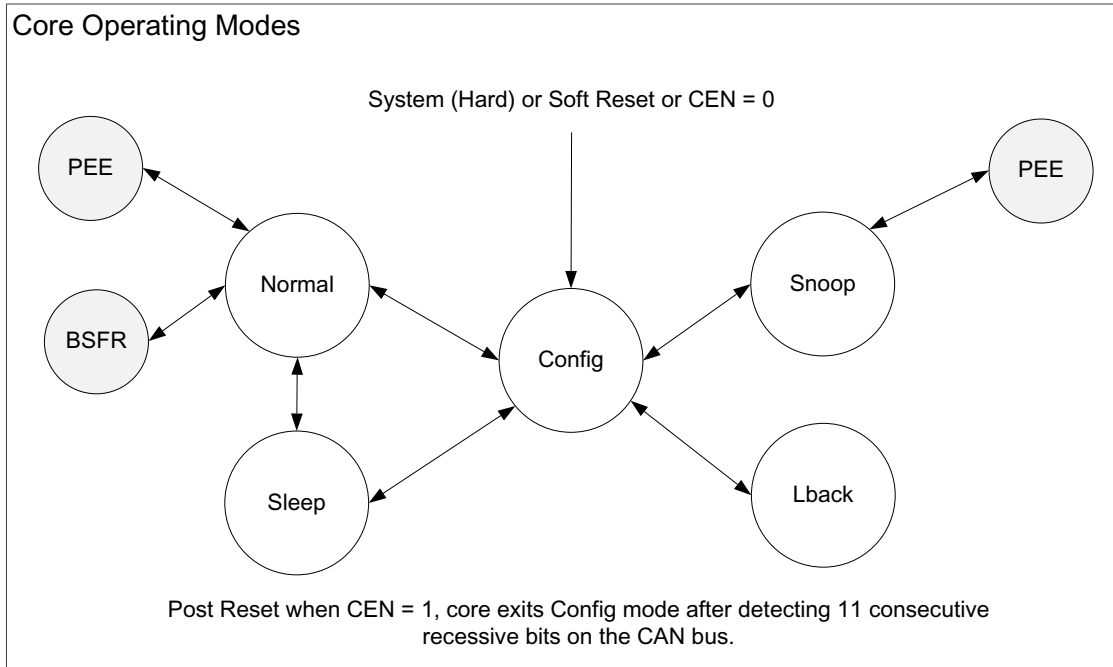 Core Operating Modes
System (Hard) or Soft Reset or CEN = 0
PEE
PEE
Normal
Snoop
BSFR
Config
Sleep
Lback
Post Reset when CEN = 1, core exits Config mode after detecting 11 consecutive
recessive bits on the CAN bus.